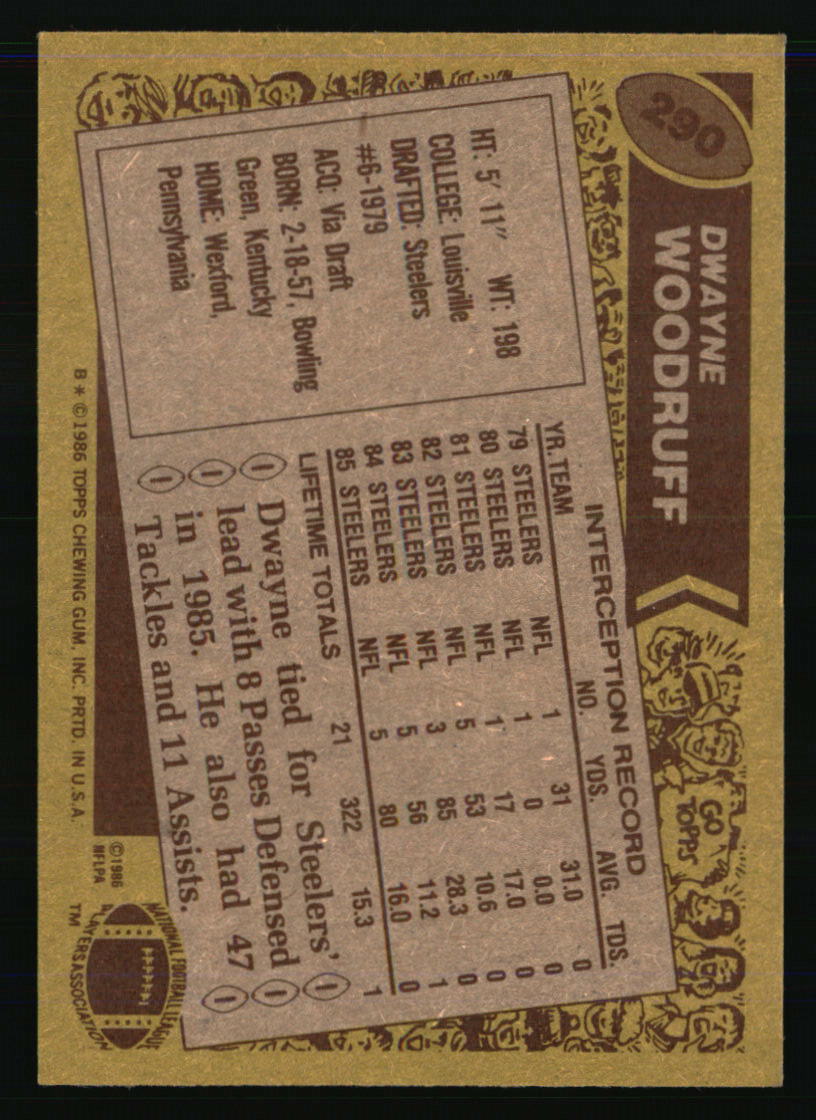 290
DWAYNE
WOODRUFF
HT: 5' 11" WT: 198
COLLEGE: Louisville
DRAFTED: Steelers
#6-1979
ACQ: Via Draft
BORN: 2-18-57, Bowling
Green, Kentucky
HOME: Wexford,
Pennsylvania
INTERCEPTION RECORD
YR. TEAM NO. YDS. AVG. TDS.
79 STEELERS NFL 1 31 31.0 0
80 STEELERS NFL 1 0 0.0 0
81 STEELERS NFL 1 17 17.0 0
82 STEELERS NFL 5 53 10.6 0
83 STEELERS NFL 3 85 28.3 0
84 STEELERS NFL 5 56 11.2 1
85 STEELERS NFL 5 80 16.0 0
LIFETIME TOTALS 21 322 15.3 1
Dwayne tied for Steelers'
lead with 8 Passes Defensed
in 1985. He also had 47
Tackles and 11 Assists.
GO
TOPPS
B * ©1986 TOPPS CHEWING GUM, INC. PRTD. IN U.S.A.
©1986
NFLPA
NATIONAL FOOTBALL LEAGUE
PLAYERS ASSOCIATION
TM